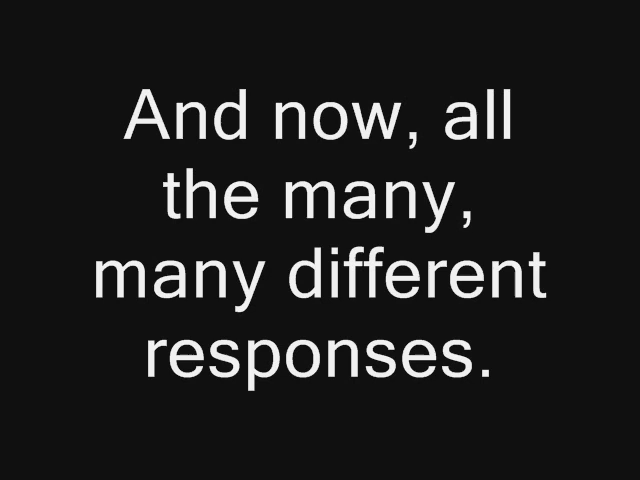 And now, all
the many,
many different
responses.